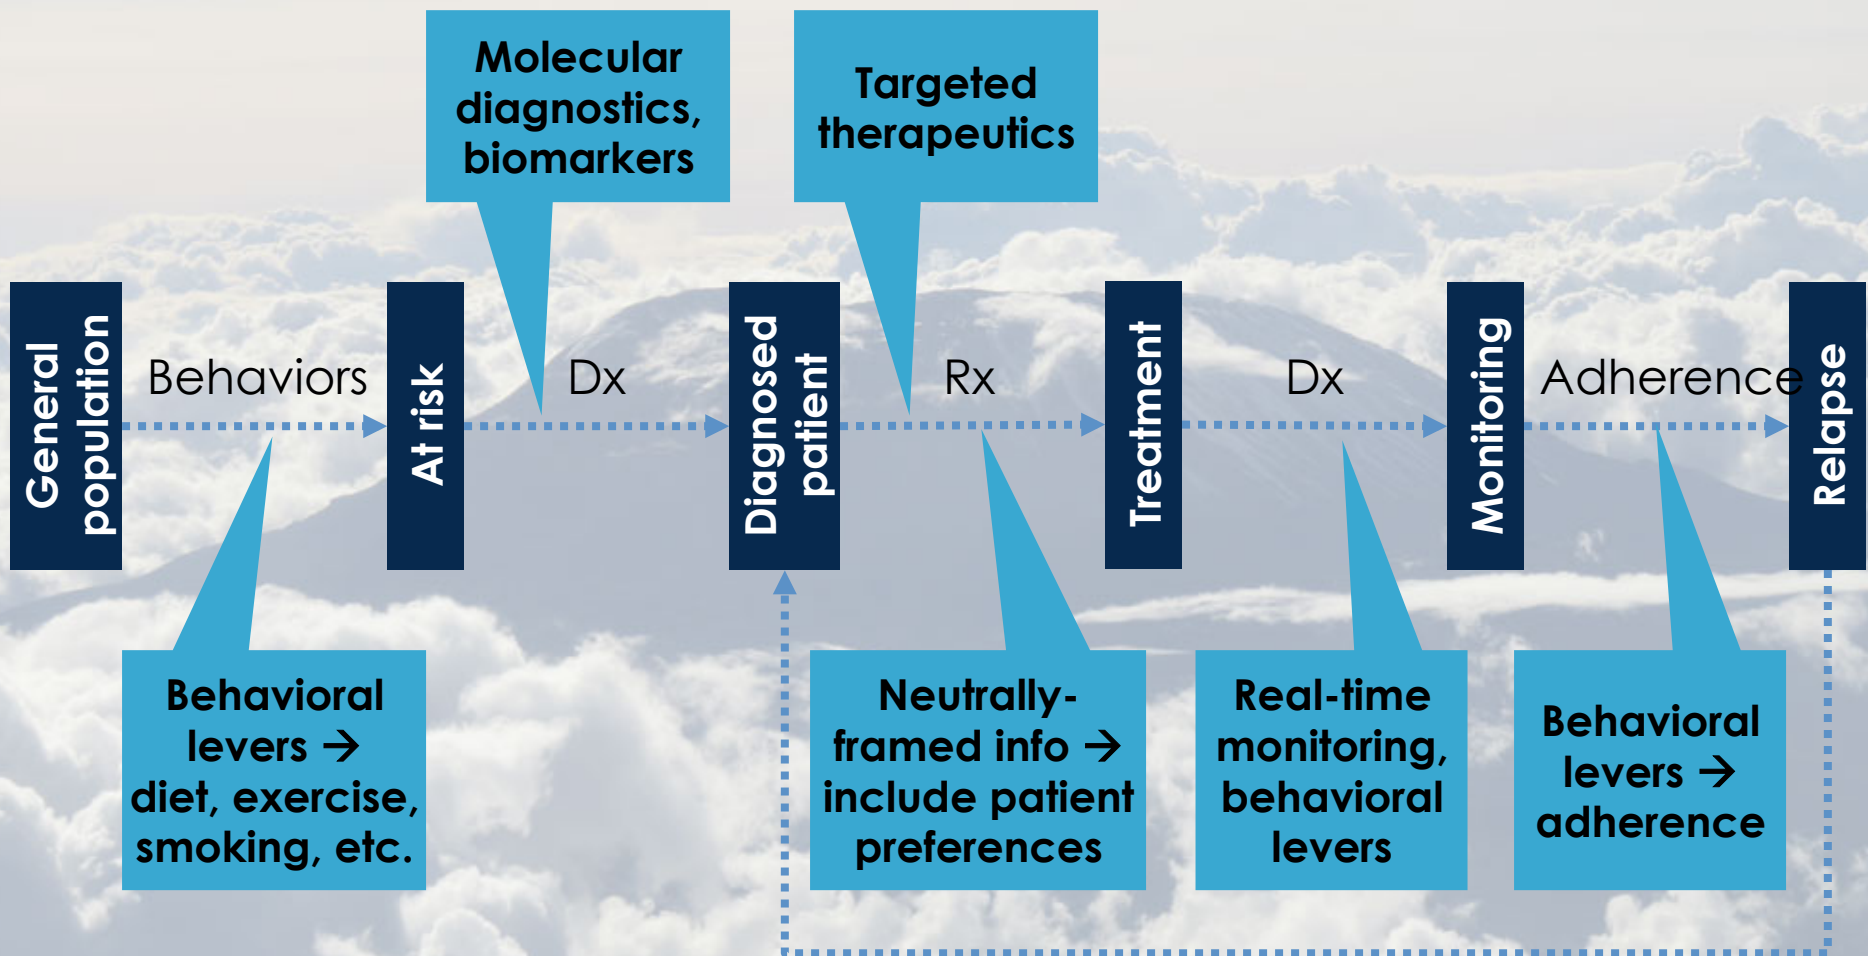 Molecular
diagnostics,
biomarkers
Targeted
therapeutics
General
population
Behaviors
At risk
Dx
Diagnosed
patient
Rx
Treatment
Dx
Monitoring
Adherence
Relapse
Behavioral
levers →
diet, exercise,
smoking, etc.
Neutrally-
framed info →
include patient
preferences
Real-time
monitoring,
behavioral
levers
Behavioral
levers →
adherence